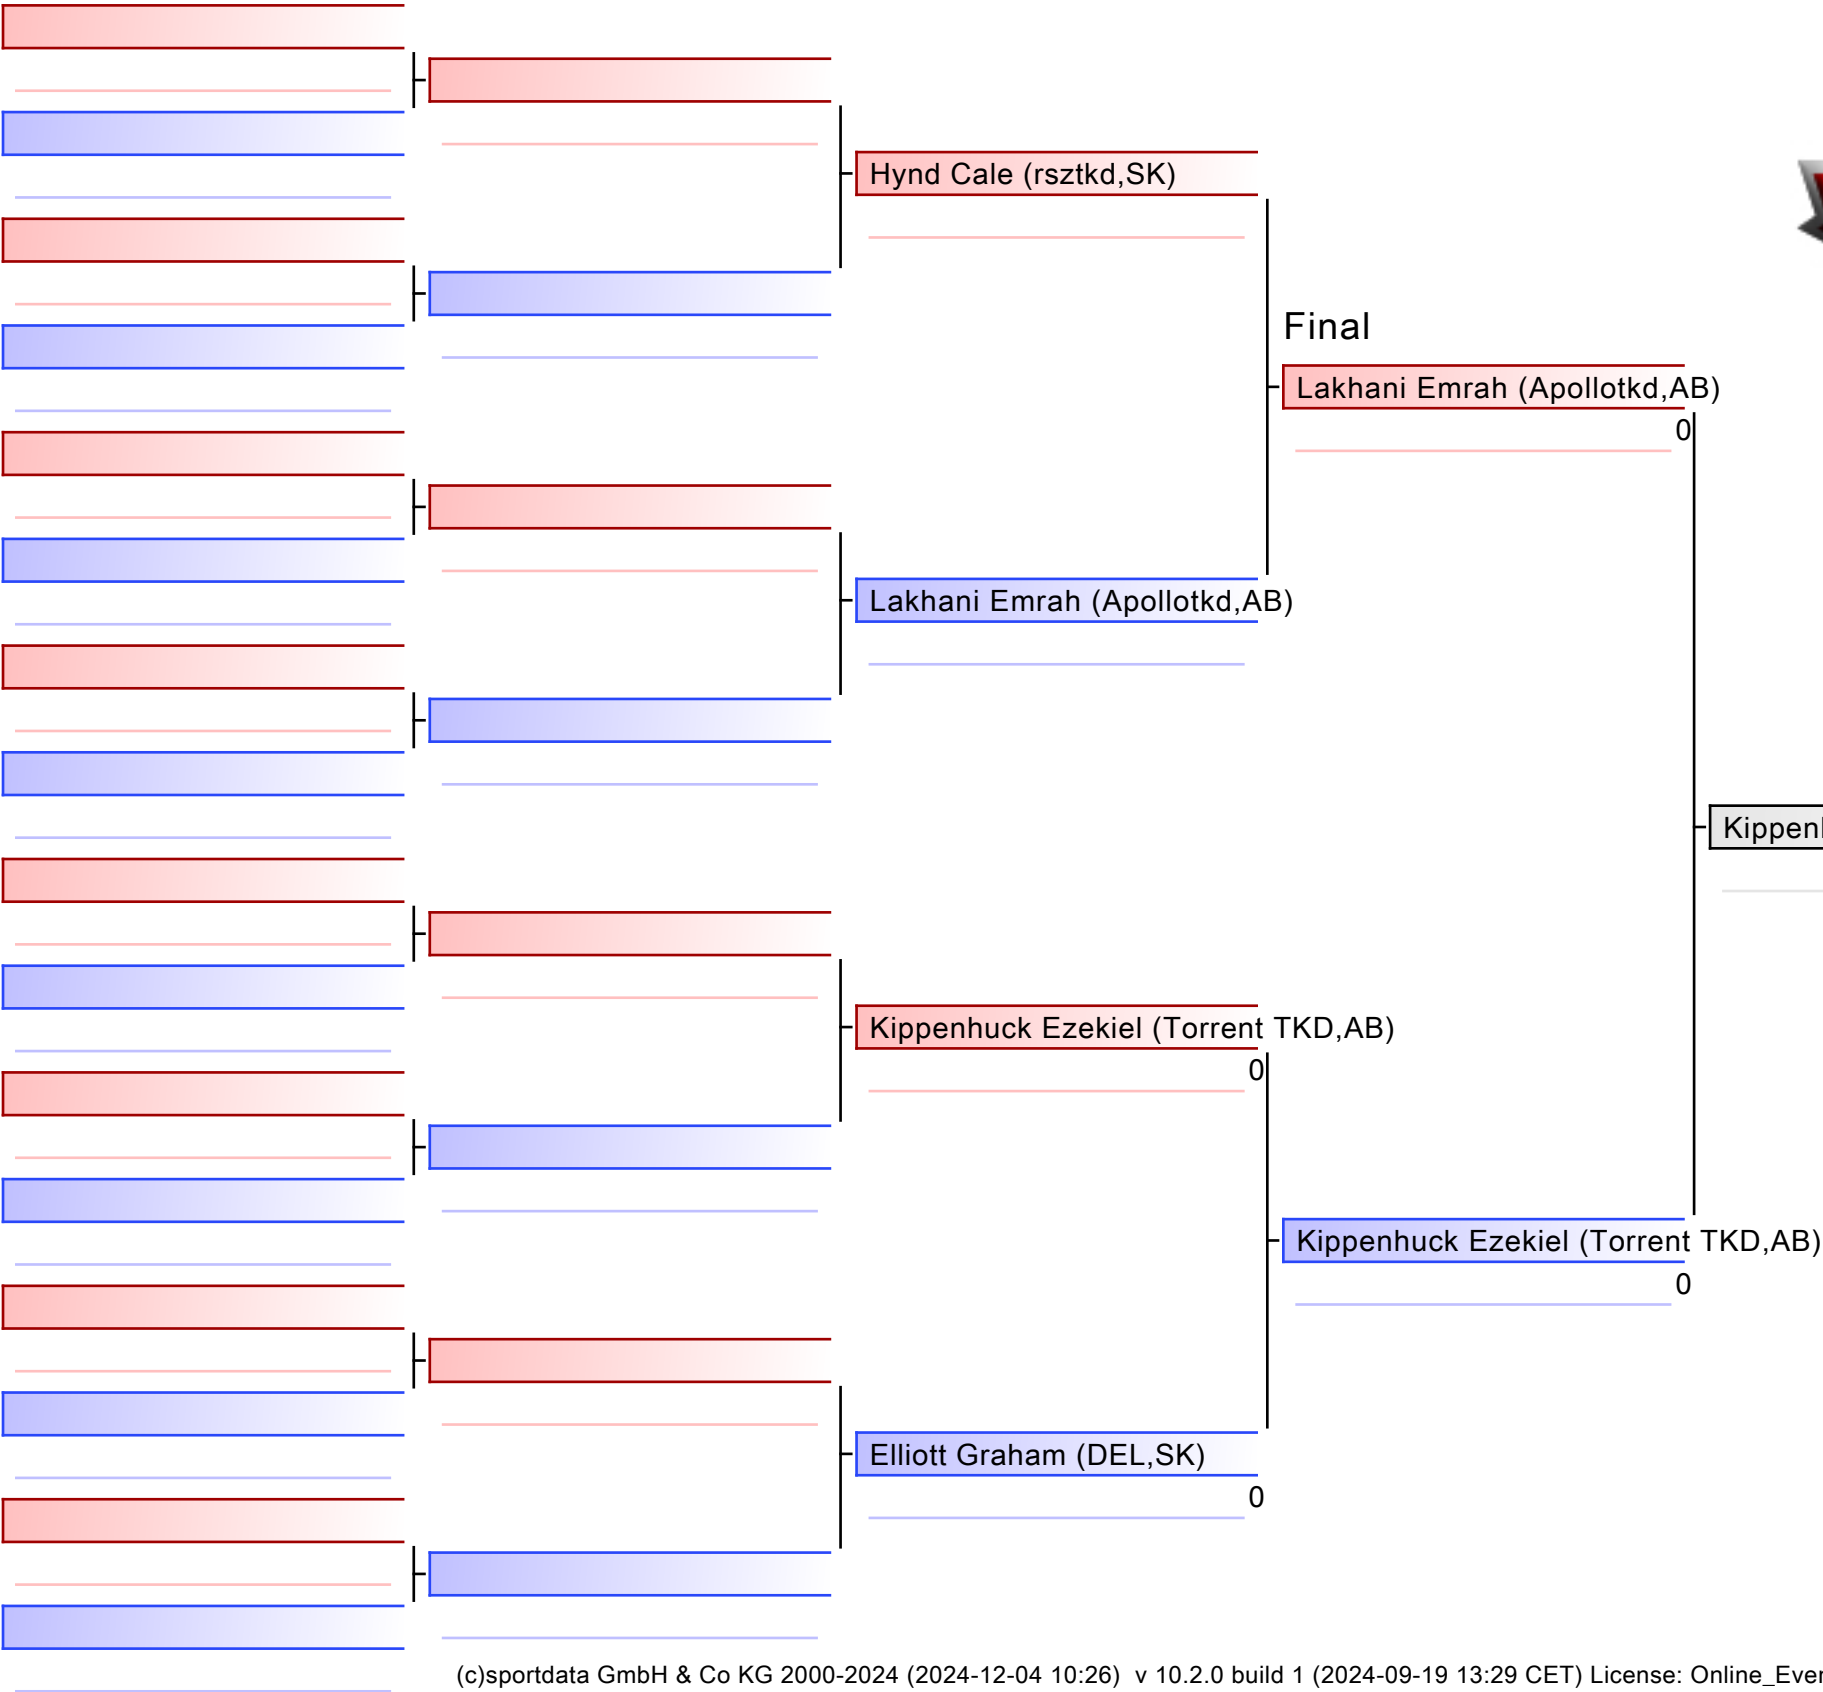 Hynd Cale (rsztkd,SK)
Final
Lakhani Emrah (Apollotkd,AB)
0
Lakhani Emrah (Apollotkd,AB)
Kippenhuck Ezekiel (Torrent TKD,AB)
0
Kippenhuck Ezekiel (Torrent TKD,AB)
0
Elliott Graham (DEL,SK)
0
(c)sportdata GmbH & Co KG 2000-2024 (2024-12-04 10:26) v 10.2.0 build 1 (2024-09-19 13:29 CET) License: